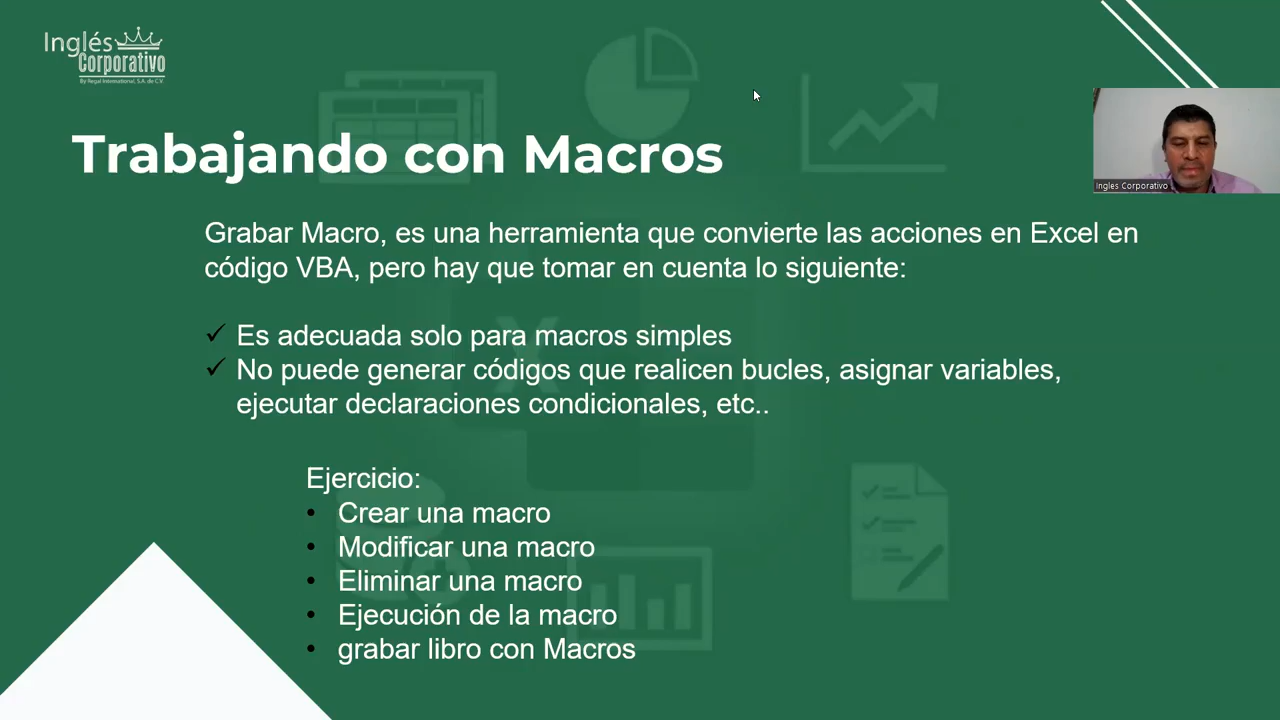 Inglés
Corporativo
By Regal International, S.A. de C.V.
Trabajando con Macros
Ingles Corporativo
Grabar Macro, es una herramienta que convierte las acciones en Excel en
código VBA, pero hay que tomar en cuenta lo siguiente:
✓ Es adecuada solo para macros simples
✓ No puede generar códigos que realicen bucles, asignar variables,
ejecutar declaraciones condicionales, etc..
Ejercicio:
• Crear una macro
• Modificar una macro
• Eliminar una macro
• Ejecución de la macro
• grabar libro con Macros